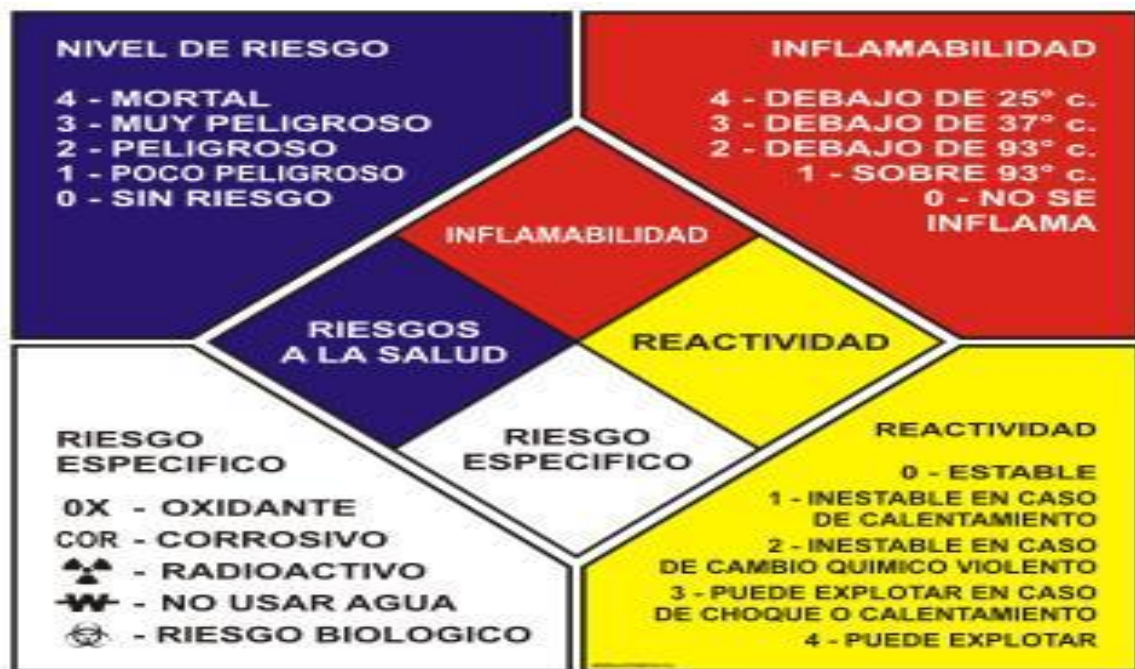 NIVEL DE RIESGO
4 - MORTAL
3 - MUY PELIGROSO
2 - PELIGROSO
1 - POCO PELIGROSO
0 - SIN RIESGO
INFLAMABILIDAD
4 - DEBAJO DE 25° c.
3 - DEBAJO DE 37° c.
2 - DEBAJO DE 93° c.
1 - SOBRE 93° c.
0 - NO SE
INFLAMA
INFLAMABILIDAD
RIESGOS
A LA SALUD
REACTIVIDAD
RIESGO
ESPECIFICO
RIESGO
ESPECIFICO
0X - OXIDANTE
COR - CORROSIVO
- RADIOACTIVO
W - NO USAR AGUA
- RIESGO BIOLOGICO
REACTIVIDAD
0 - ESTABLE
1 - INESTABLE EN CASO
DE CALENTAMIENTO
2 - INESTABLE EN CASO
DE CAMBIO QUIMICO VIOLENTO
3 - PUEDE EXPLOTAR EN CASO
DE CHOQUE O CALENTAMIENTO
4 - PUEDE EXPLOTAR